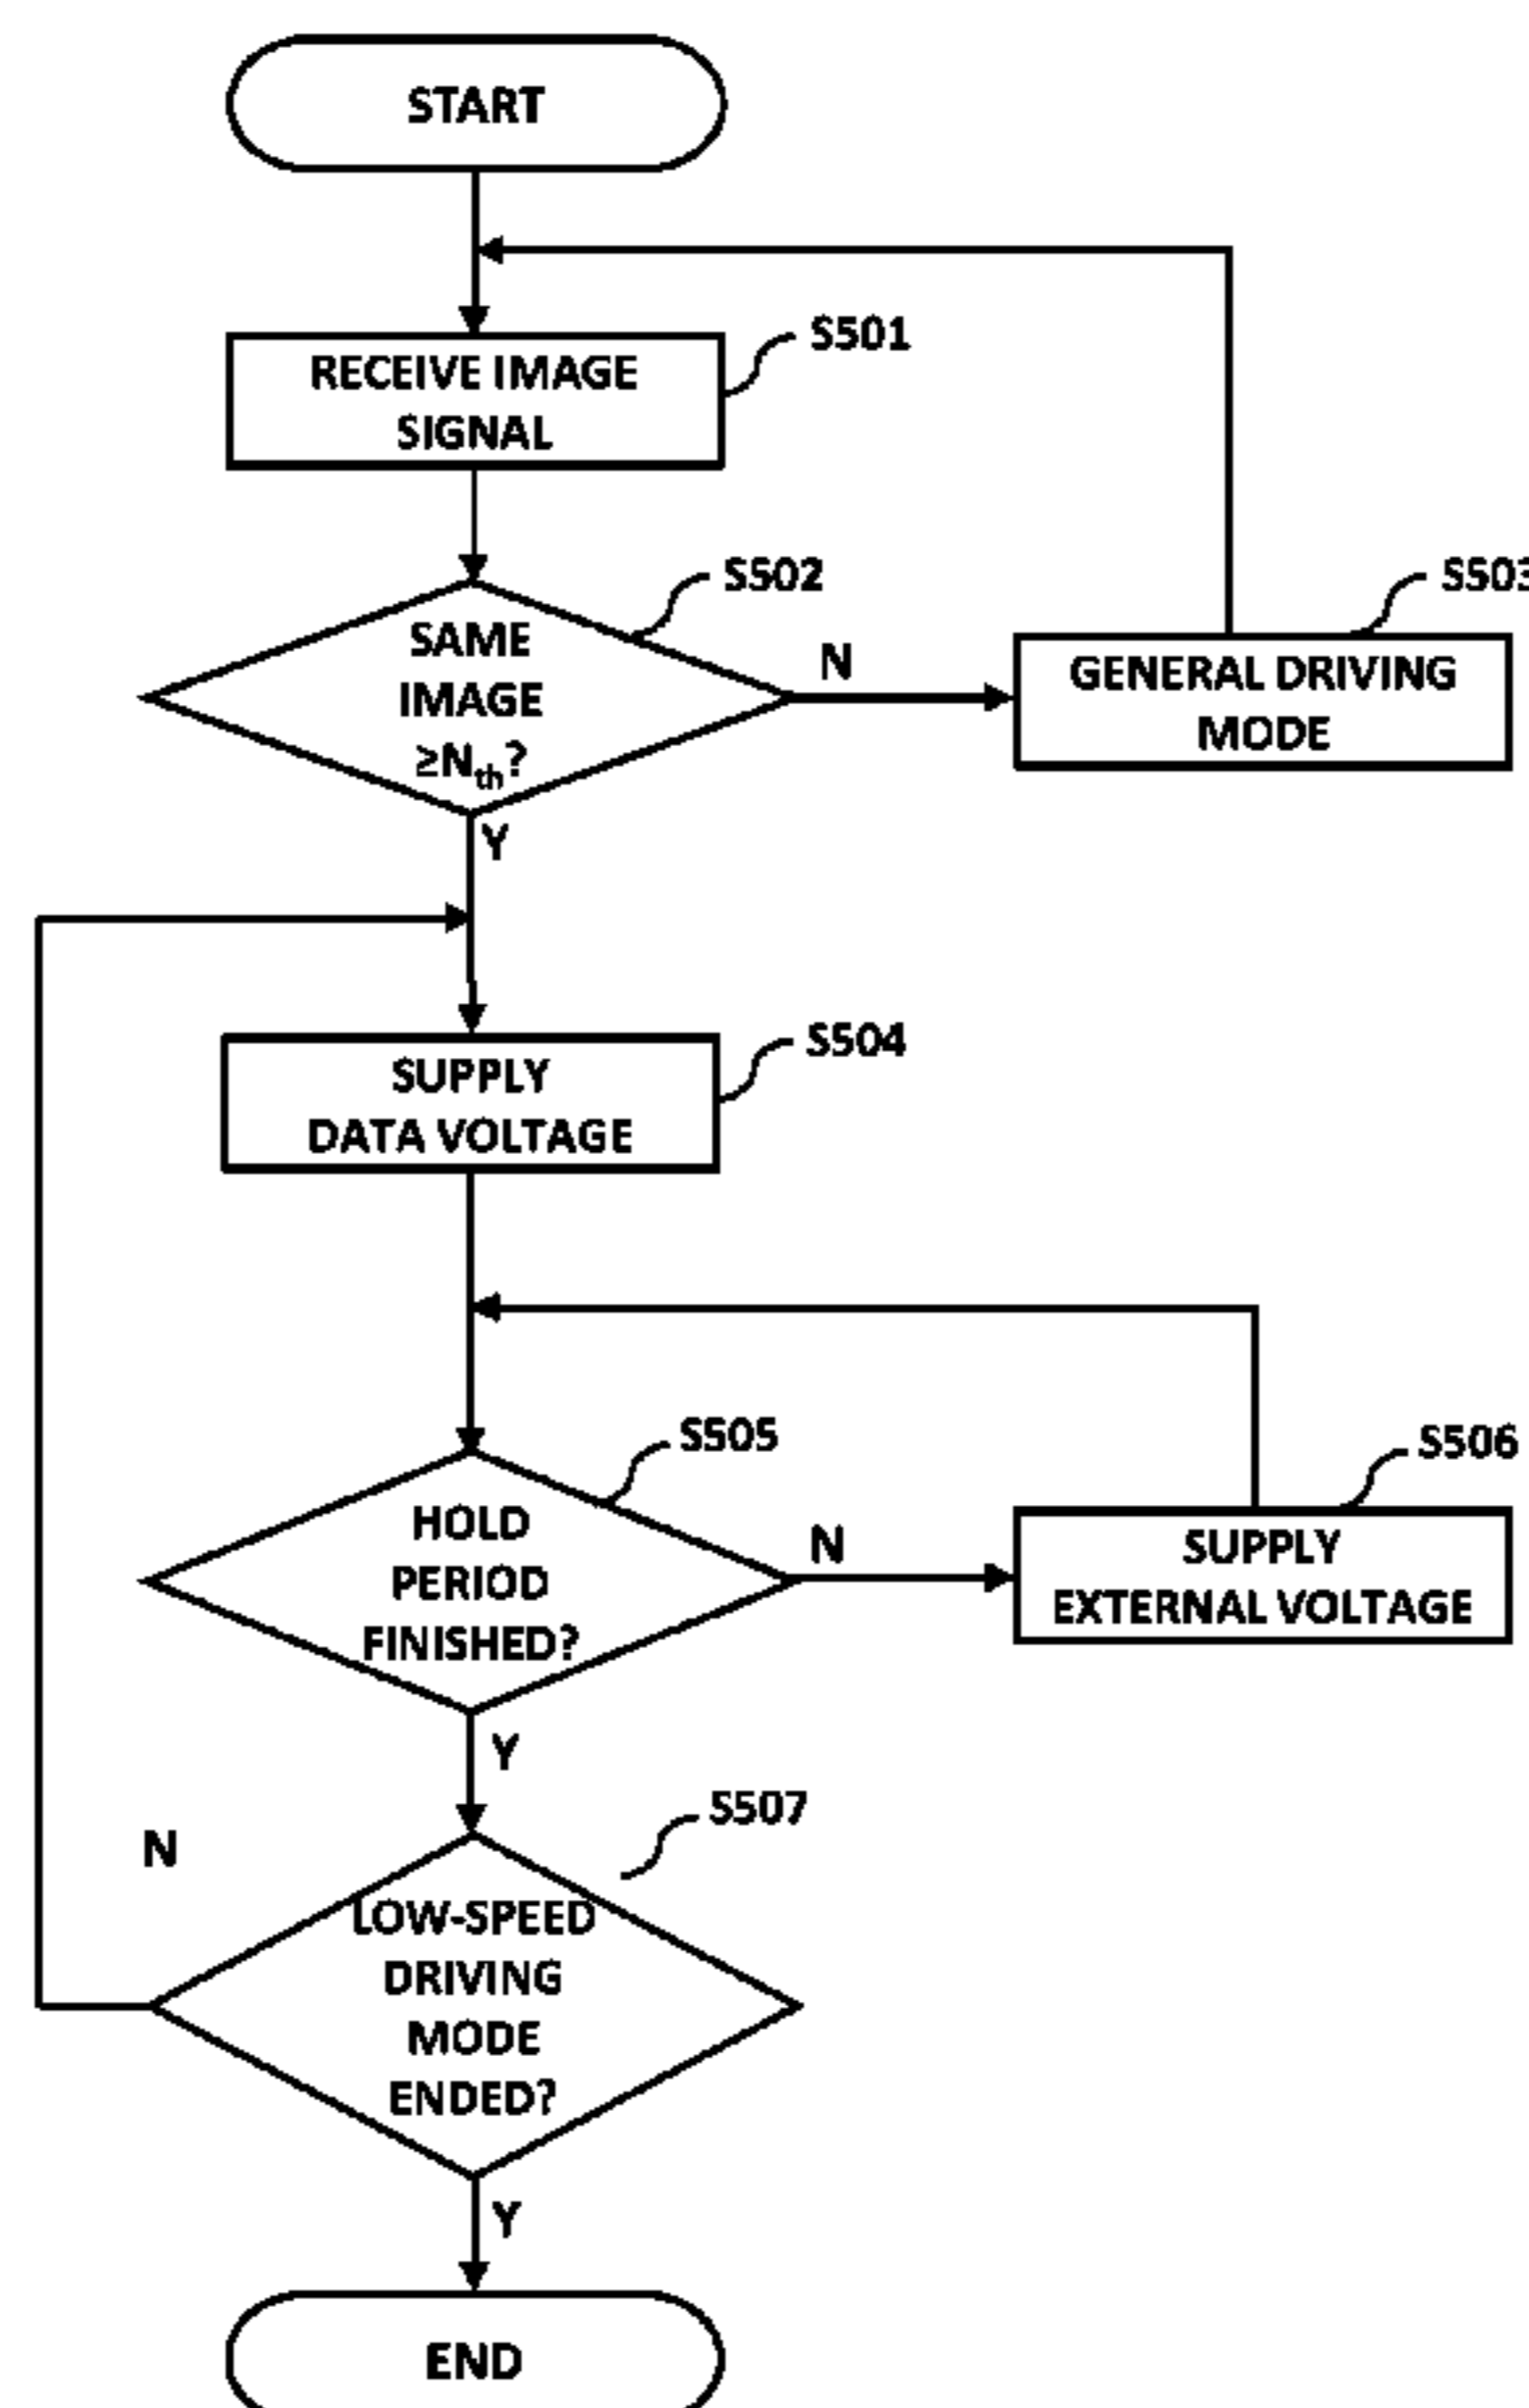 START
S501
RECEIVE IMAGE
SIGNAL
S502
SAME
IMAGE
≥Nth?
N
S503
GENERAL DRIVING
MODE
Y
S504
SUPPLY
DATA VOLTAGE
S505
HOLD
PERIOD
FINISHED?
N
S506
SUPPLY
EXTERNAL VOLTAGE
Y
S507
N
LOW-SPEED
DRIVING
MODE
ENDED?
Y
END